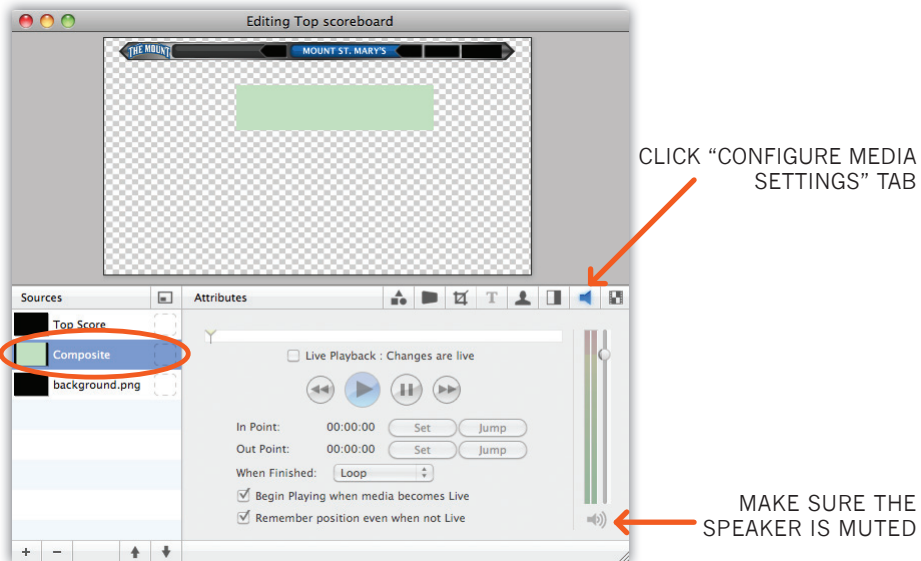 Editing Top scoreboard
THE MOUNT
MOUNT ST. MARY'S
CLICK “CONFIGURE MEDIA
SETTINGS” TAB
Sources
Attributes
T
Top Score
Composite
background.png
Live Playback : Changes are live
In Point: 00:00:00 Set Jump
Out Point: 00:00:00 Set Jump
When Finished: Loop
Begin Playing when media becomes Live
Remember position even when not Live
MAKE SURE THE
SPEAKER IS MUTED